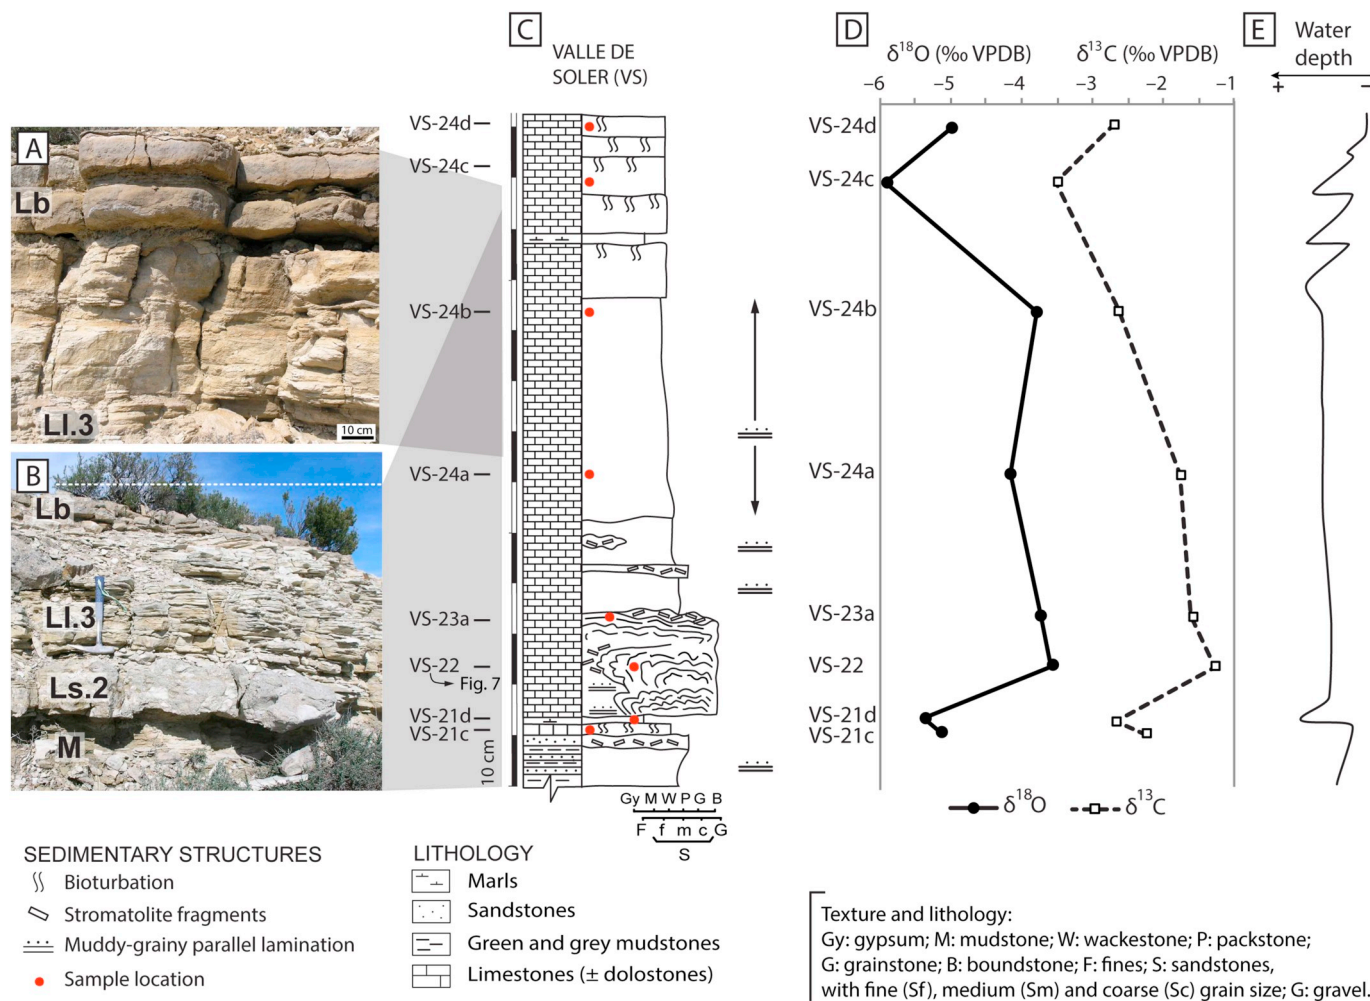 A
Lb
Ll.3
10 cm
B
Lb
Ll.3
Ls.2
M
C
VALLE DE
SOLER (VS)
VS-24d
VS-24c
VS-24b
VS-24a
VS-23a
VS-22
Fig. 7
VS-21d
VS-21c
10 cm
Gy M W P G B
F f m c G
S
D
δ18O (‰ VPDB) δ13C (‰ VPDB)
−6 −5 −4 −3 −2 −1
VS-24d
VS-24c
VS-24b
VS-24a
VS-23a
VS-22
VS-21d
VS-21c
δ18O δ13C
E
Water
depth
+ −
SEDIMENTARY STRUCTURES
Bioturbation
Stromatolite fragments
Muddy-grainy parallel lamination
Sample location
LITHOLOGY
Marls
Sandstones
Green and grey mudstones
Limestones (± dolostones)
Texture and lithology:
Gy: gypsum; M: mudstone; W: wackestone; P: packstone;
G: grainstone; B: boundstone; F: fines; S: sandstones,
with fine (Sf), medium (Sm) and coarse (Sc) grain size; G: gravel.